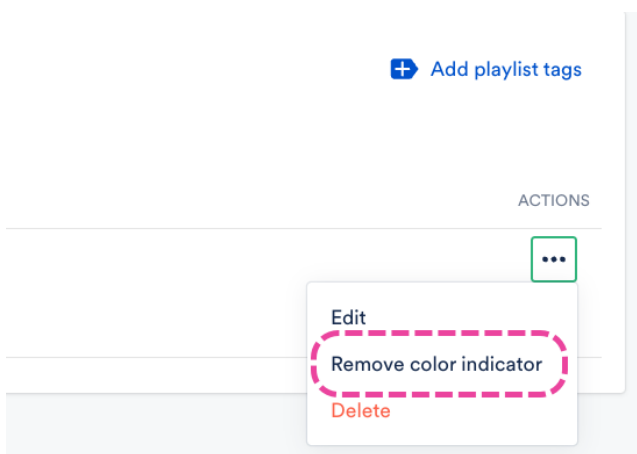 Add playlist tags
ACTIONS
Edit
Remove color indicator
Delete